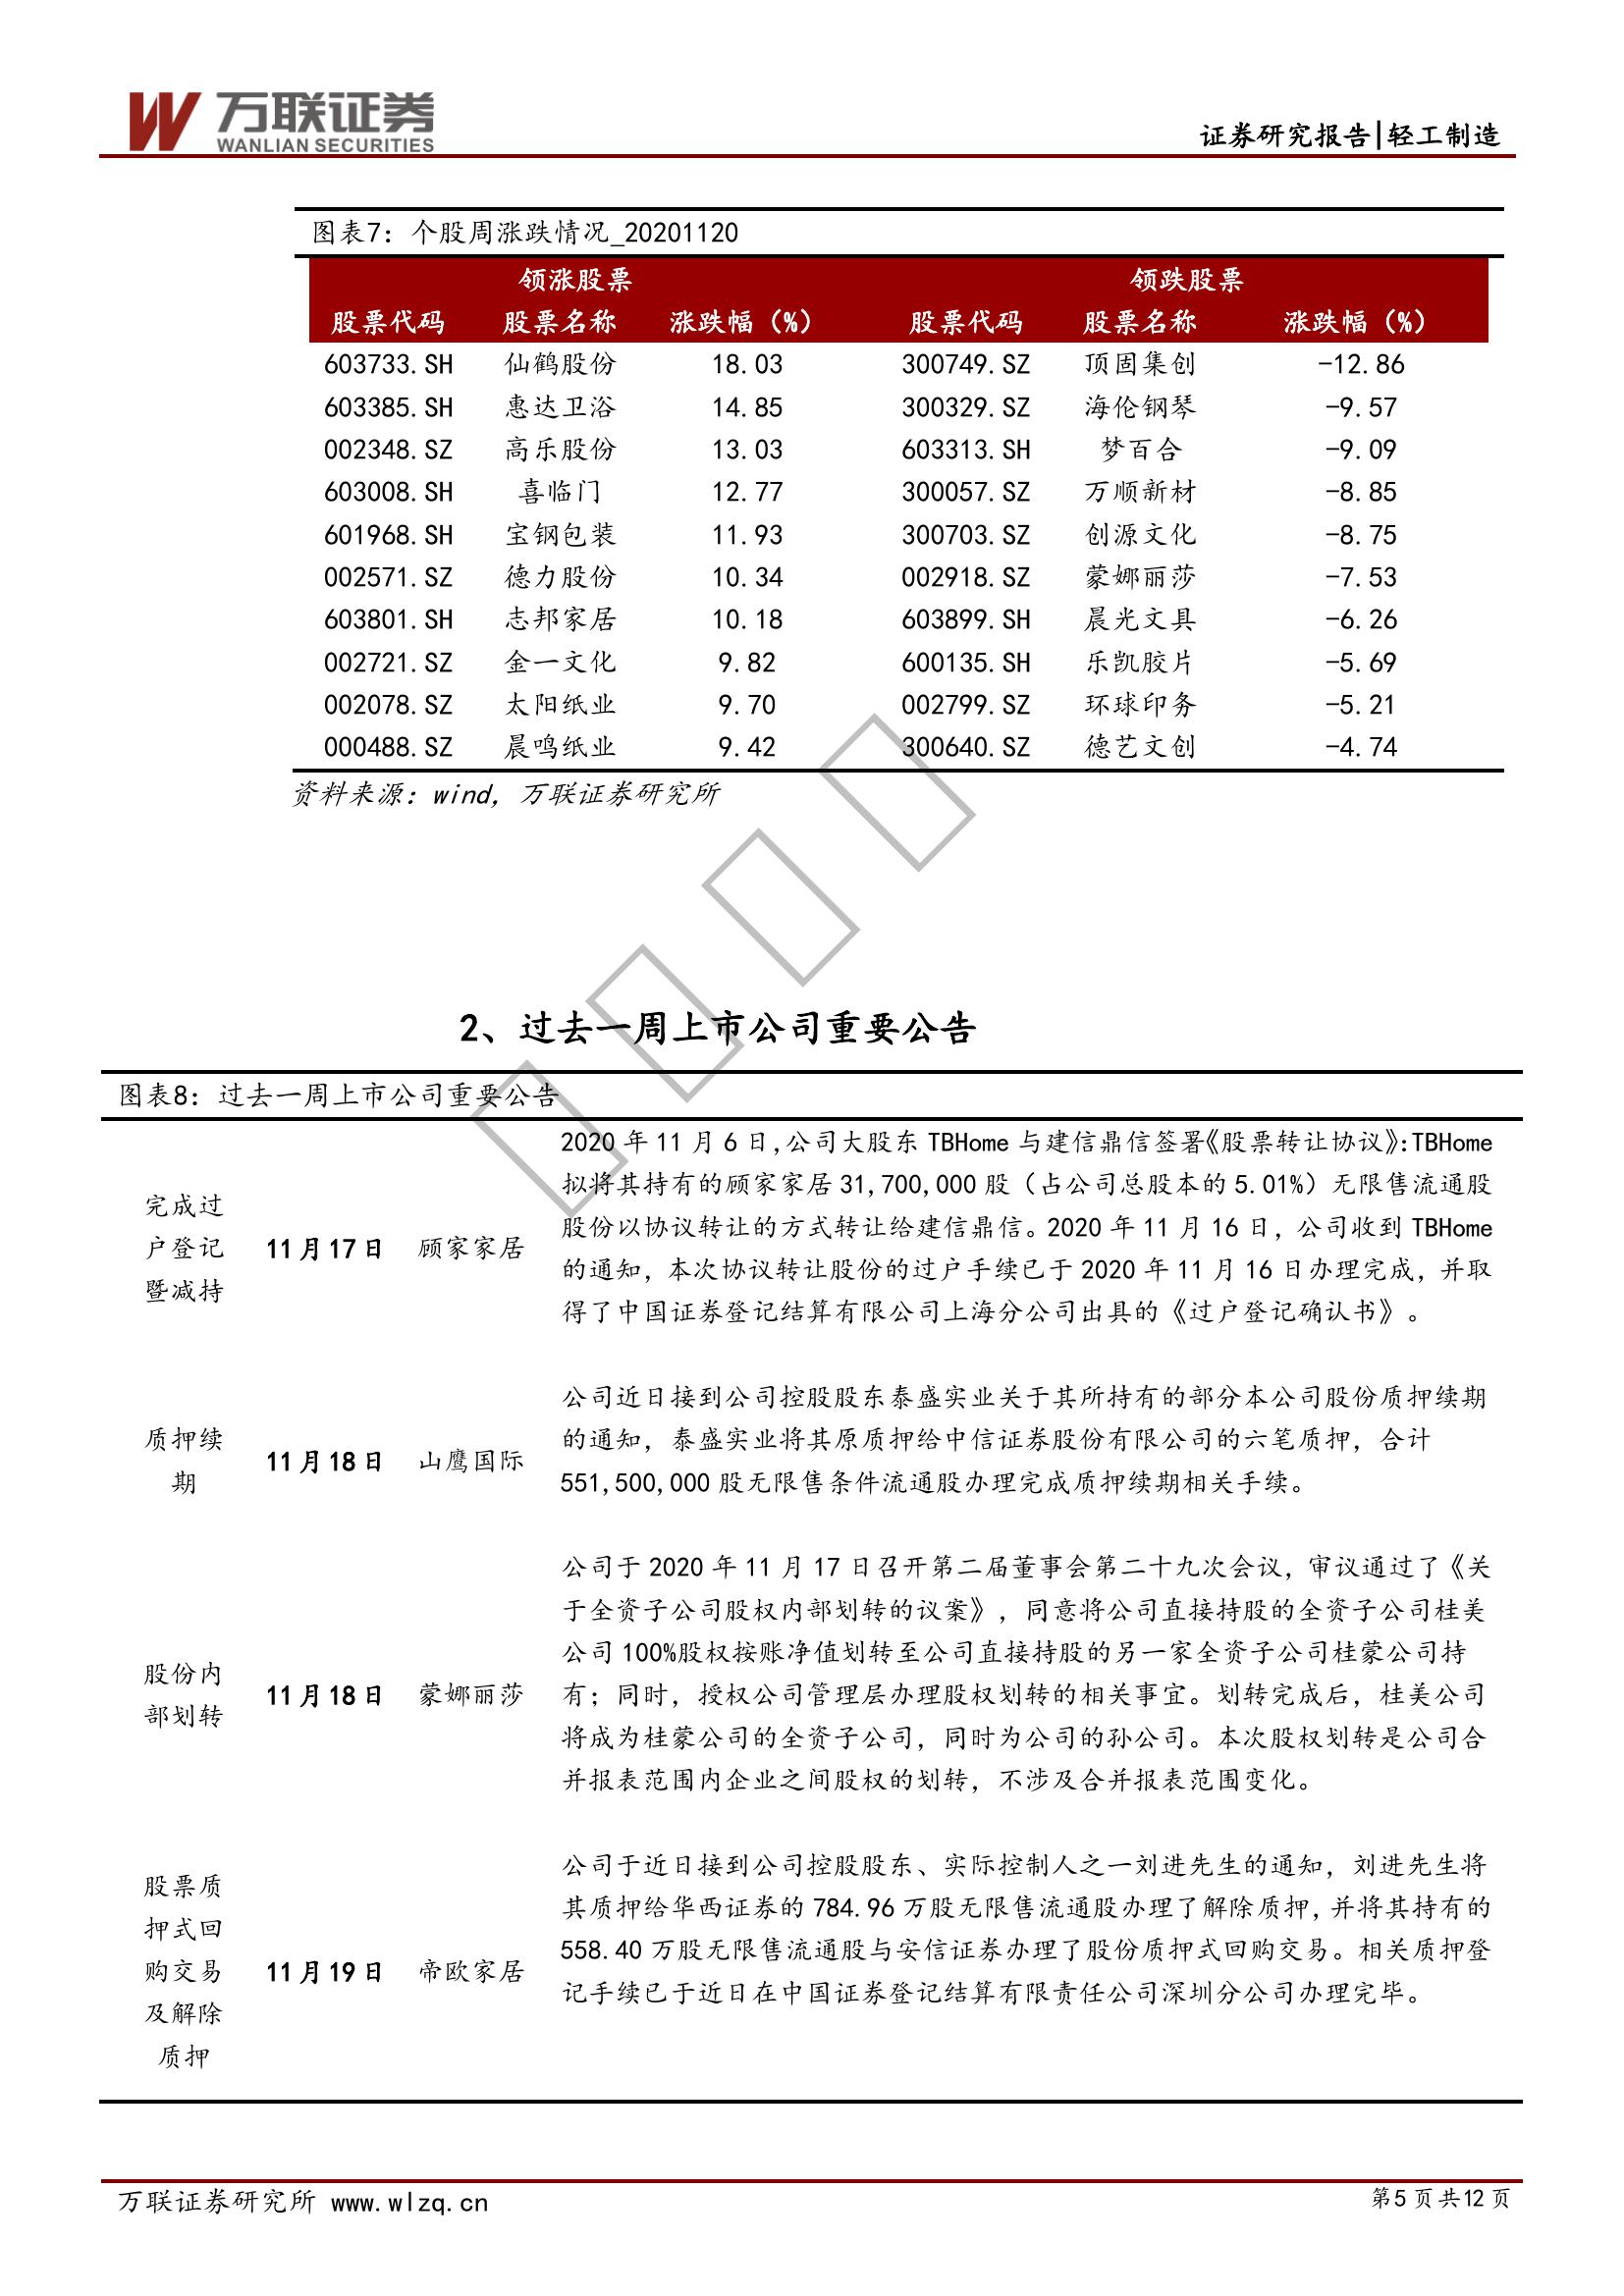 万联证券
WANLIAN SECURITIES
证券研究报告|轻工制造
图表7：个股周涨跌情况_20201120
领涨股票 领跌股票
股票代码 股票名称 涨跌幅（%） 股票代码 股票名称 涨跌幅（%）
603733.SH 仙鹤股份 18.03 300749.SZ 顶固集创 -12.86
603385.SH 惠达卫浴 14.85 300329.SZ 海伦钢琴 -9.57
002348.SZ 高乐股份 13.03 603313.SH 梦百合 -9.09
603008.SH 喜临门 12.77 300057.SZ 万顺新材 -8.85
601968.SH 宝钢包装 11.93 300703.SZ 创源文化 -8.75
002571.SZ 德力股份 10.34 002918.SZ 蒙娜丽莎 -7.53
603801.SH 志邦家居 10.18 603899.SH 晨光文具 -6.26
002721.SZ 金一文化 9.82 600135.SH 乐凯胶片 -5.69
002078.SZ 太阳纸业 9.70 002799.SZ 环球印务 -5.21
000488.SZ 晨鸣纸业 9.42 300640.SZ 德艺文创 -4.74
资料来源：wind，万联证券研究所
2、过去一周上市公司重要公告
图表8：过去一周上市公司重要公告
完成过
户登记
暨减持
11月17日
顾家家居
2020年11月6日,公司大股东TBHome与建信鼎信签署《股票转让协议》:TBHome
拟将其持有的顾家家居31,700,000股（占公司总股本的5.01%）无限售流通股
股份以协议转让的方式转让给建信鼎信。2020年11月16日，公司收到TBHome
的通知，本次协议转让股份的过户手续已于2020年11月16日办理完成，并取
得了中国证券登记结算有限公司上海分公司出具的《过户登记确认书》。
质押续
期
11月18日
山鹰国际
公司近日接到公司控股股东泰盛实业关于其所持有的部分本公司股份质押续期
的通知，泰盛实业将其原质押给中信证券股份有限公司的六笔质押，合计
551,500,000股无限售条件流通股办理完成质押续期相关手续。
股份内
部划转
11月18日
蒙娜丽莎
公司于2020年11月17日召开第二届董事会第二十九次会议，审议通过了《关
于全资子公司股权内部划转的议案》，同意将公司直接持股的全资子公司桂美
公司100%股权按账净值划转至公司直接持股的另一家全资子公司桂蒙公司持
有；同时，授权公司管理层办理股权划转的相关事宜。划转完成后，桂美公司
将成为桂蒙公司的全资子公司，同时为公司的孙公司。本次股权划转是公司合
并报表范围内企业之间股权的划转，不涉及合并报表范围变化。
股票质
押式回
购交易
及解除
质押
11月19日
帝欧家居
公司于近日接到公司控股股东、实际控制人之一刘进先生的通知，刘进先生将
其质押给华西证券的784.96万股无限售流通股办理了解除质押,并将其持有的
558.40万股无限售流通股与安信证券办理了股份质押式回购交易。相关质押登
记手续已于近日在中国证券登记结算有限责任公司深圳分公司办理完毕。
万联证券研究所 www.wlzq.cn
第5页共12页